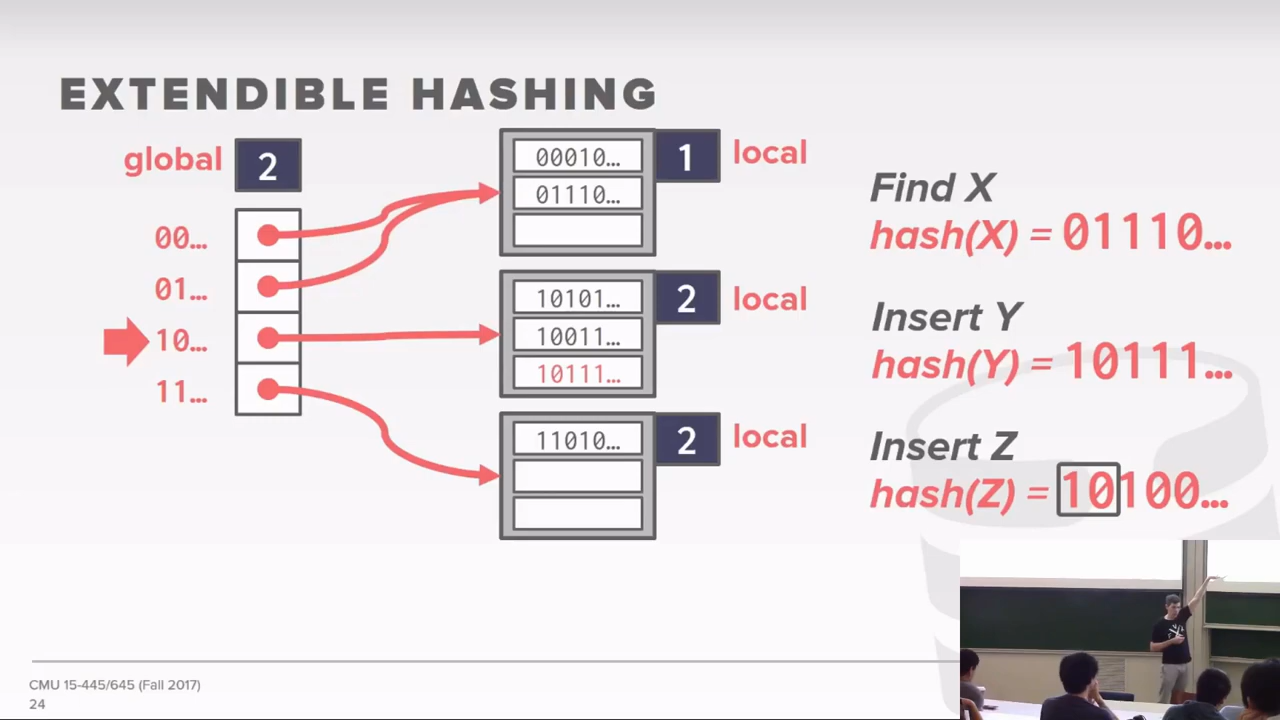 EXTENDIBLE HASHING
global 2
00...
01...
10...
11...
00010...
01110...
1 local
10101...
10011...
10111...
2 local
11010...
2 local
Find X
hash(X) = 01110...
Insert Y
hash(Y) = 10111...
Insert Z
hash(Z) = 10100...
CMU 15-445/645 (Fall 2017)
24